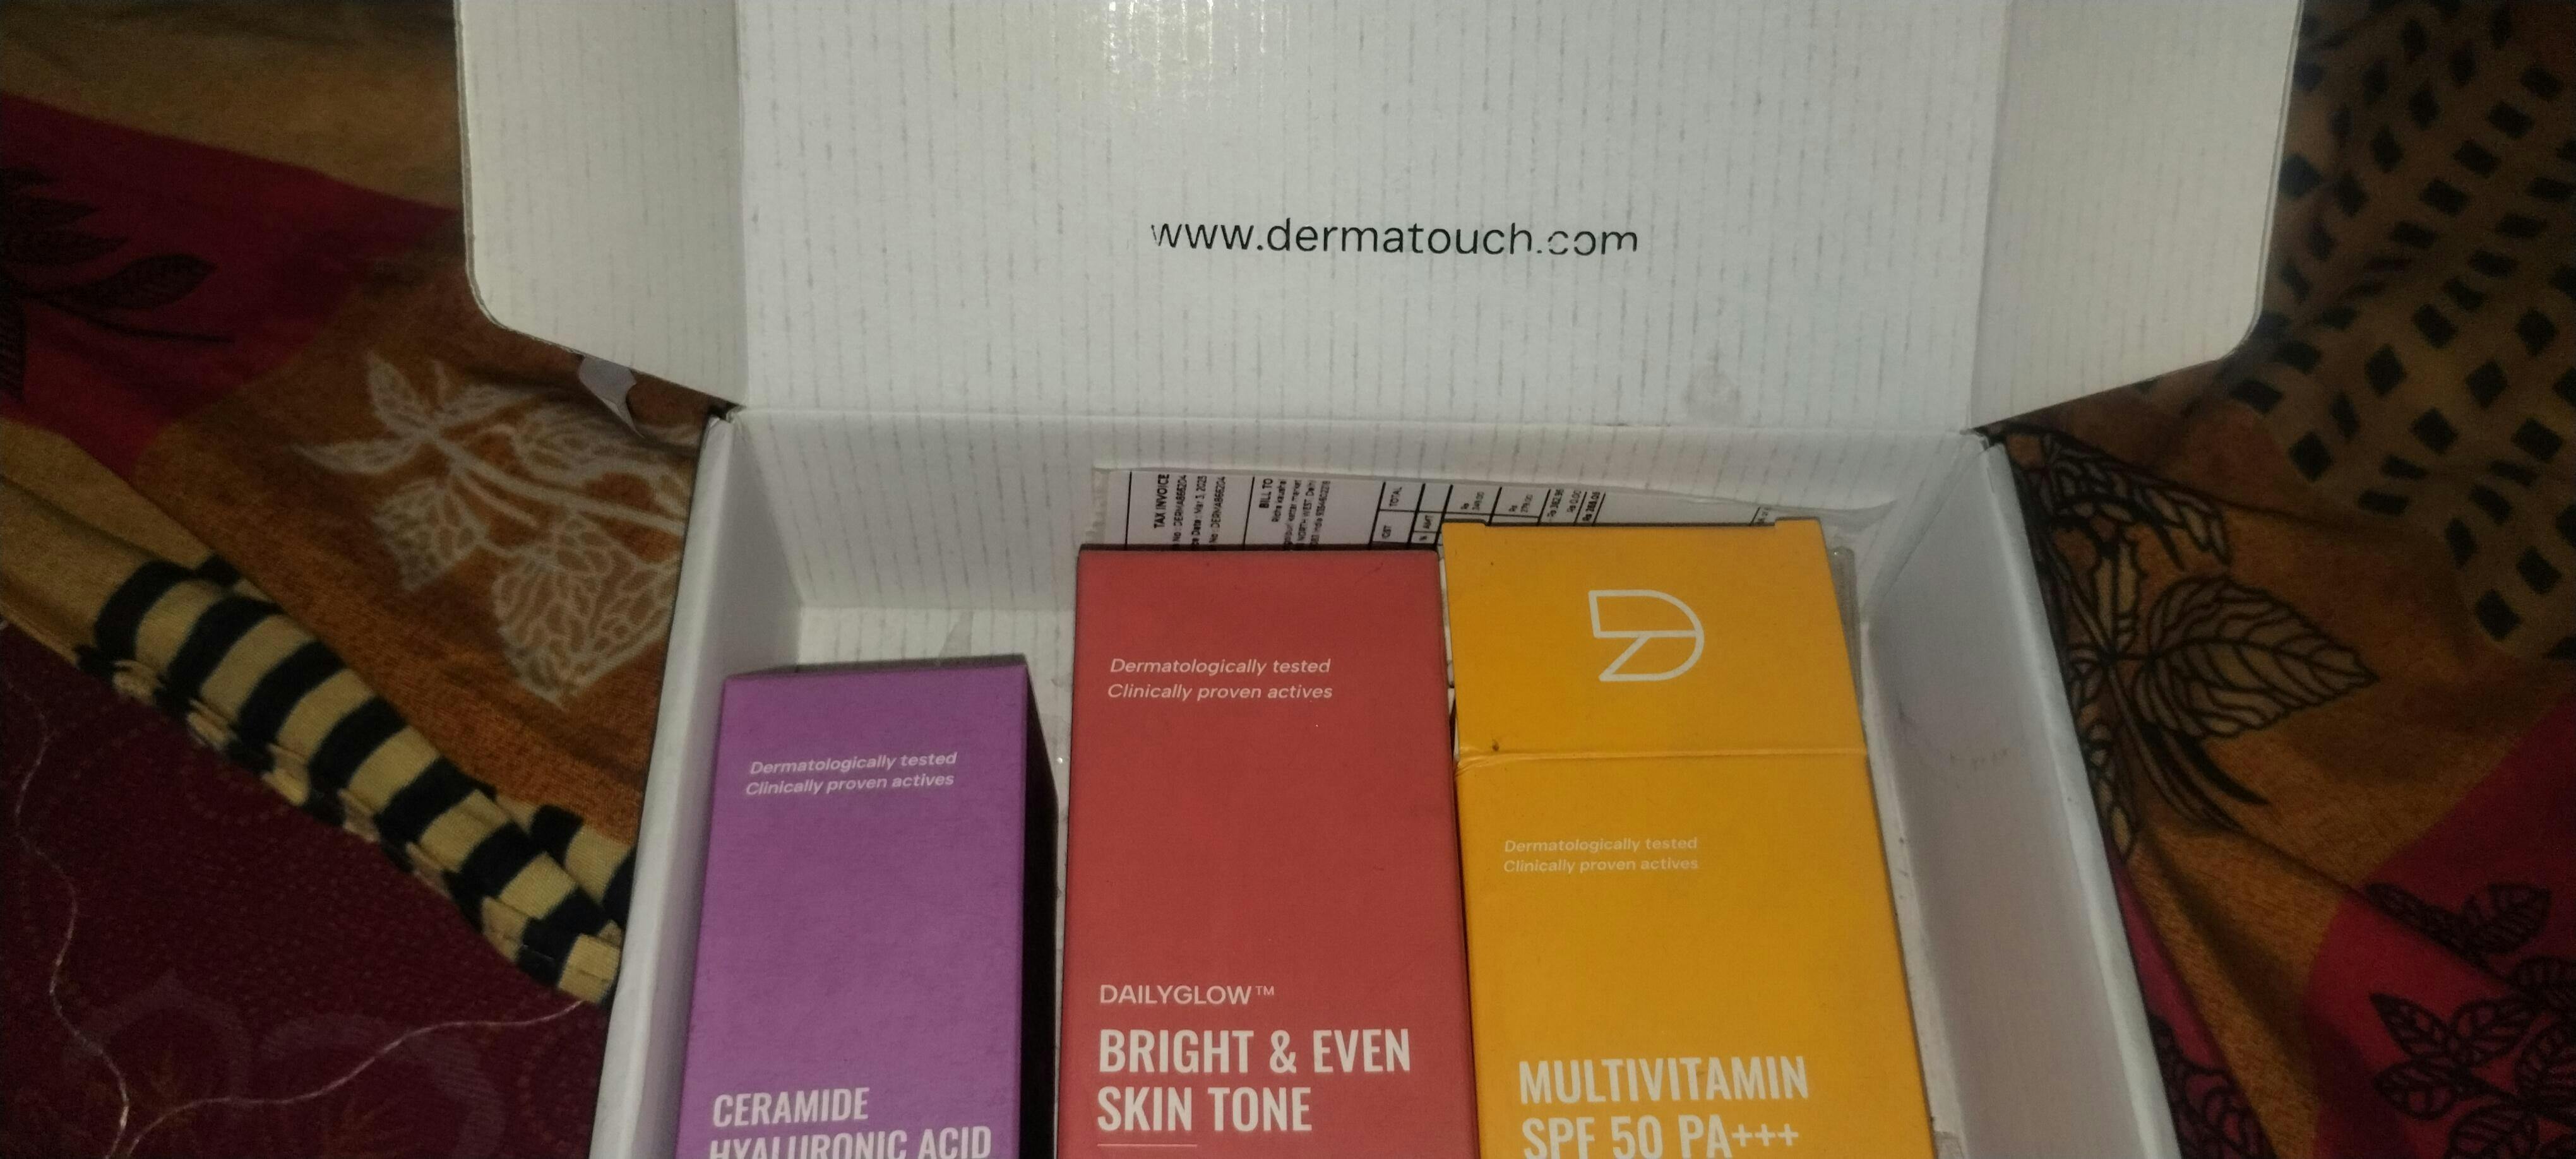 www.dermatouch.com
TAX INVOICE
BILL TO
TOTAL
Dermatologically tested
Clinically proven actives
CERAMIDE
HYALURONIC ACID
Dermatologically tested
Clinically proven actives
DAILYGLOW™
BRIGHT & EVEN
SKIN TONE
Dermatologically tested
Clinically proven actives
MULTIVITAMIN
SPF 50 PA+++